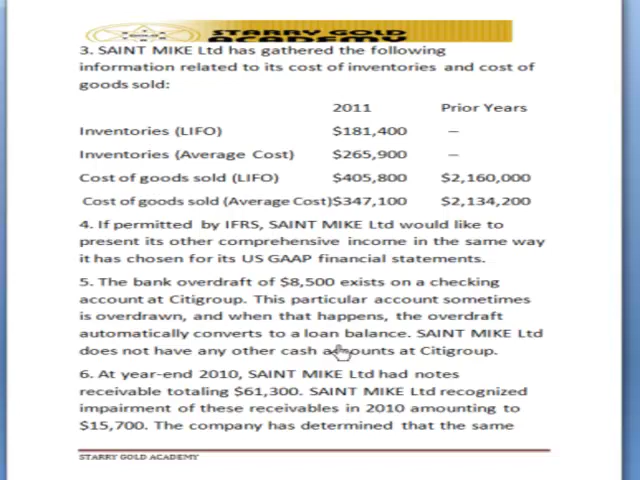 STARRY GOLD
ACADEMY
GOLD
3. SAINT MIKE Ltd has gathered the following
information related to its cost of inventories and cost of
goods sold:
2011 Prior Years
Inventories (LIFO) $181,400 –
Inventories (Average Cost) $265,900 –
Cost of goods sold (LIFO) $405,800 $2,160,000
Cost of goods sold (Average Cost)$347,100 $2,134,200
4. If permitted by IFRS, SAINT MIKE Ltd would like to
present its other comprehensive income in the same way
it has chosen for its US GAAP financial statements.
5. The bank overdraft of $8,500 exists on a checking
account at Citigroup. This particular account sometimes
is overdrawn, and when that happens, the overdraft
automatically converts to a loan balance. SAINT MIKE Ltd
does not have any other cash amounts at Citigroup.
6. At year-end 2010, SAINT MIKE Ltd had notes
receivable totaling $61,300. SAINT MIKE Ltd recognized
impairment of these receivables in 2010 amounting to
$15,700. The company has determined that the same
STARRY GOLD ACADEMY